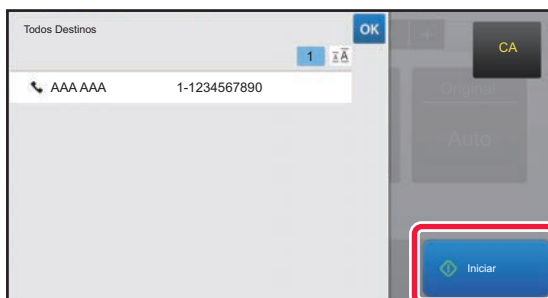 Todos Destinos
OK
CA
1
AAA AAA 1-1234567890
Original
Auto
Iniciar